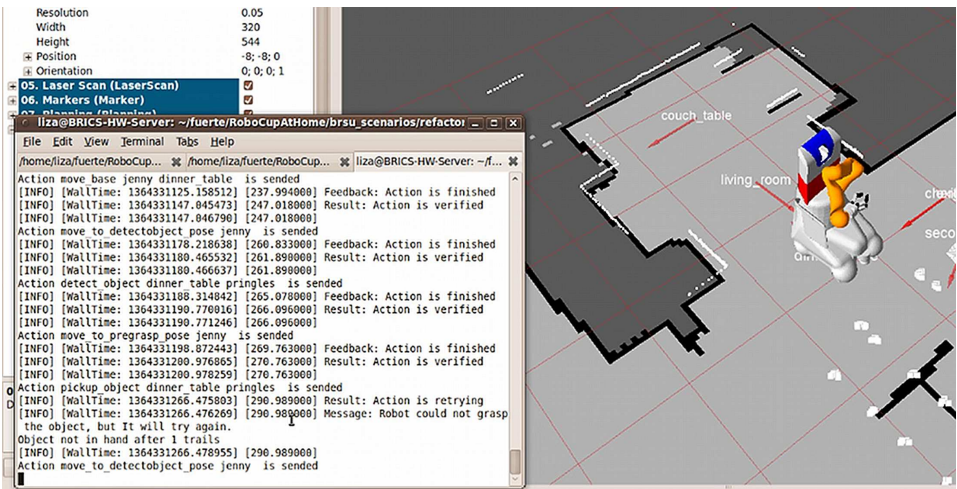 Resolution 0.05
Width 320
Height 544
Position -8; -8; 0
Orientation 0; 0; 0; 1
05. Laser Scan (LaserScan)
06. Markers (Marker)
liza@BRICS-HW-Server: ~/fuerte/RoboCupAtHome/brsu_scenarios/refactor
File Edit View Terminal Tabs Help
/home/liza/fuerte/RoboCup... /home/liza/fuerte/RoboCup... liza@BRICS-HW-Server: ~/f...
Action move_base jenny dinner_table  is sended
[INFO] [WallTime: 1364331125.158512] [237.994000] Feedback: Action is finished
[INFO] [WallTime: 1364331147.045473] [247.018000] Result: Action is verified
[INFO] [WallTime: 1364331147.046790] [247.018000]
Action move_to_detectobject_pose jenny  is sended
[INFO] [WallTime: 1364331178.218638] [260.833000] Feedback: Action is finished
[INFO] [WallTime: 1364331180.465532] [261.890000] Result: Action is verified
[INFO] [WallTime: 1364331180.466637] [261.890000]
Action detect_object dinner_table pringles  is sended
[INFO] [WallTime: 1364331188.314842] [265.078000] Feedback: Action is finished
[INFO] [WallTime: 1364331190.770016] [266.096000] Result: Action is verified
[INFO] [WallTime: 1364331190.771246] [266.096000]
Action move_to_pregrasp_pose jenny  is sended
[INFO] [WallTime: 1364331198.872443] [269.763000] Feedback: Action is finished
[INFO] [WallTime: 1364331200.976865] [270.763000] Result: Action is verified
[INFO] [WallTime: 1364331200.978259] [270.763000]
Action pickup_object dinner_table pringles  is sended
[INFO] [WallTime: 1364331266.475803] [290.989000] Result: Action is retrying
[INFO] [WallTime: 1364331266.476269] [290.989000] Message: Robot could not grasp
the object, but It will try again.
Object not in hand after 1 trails
[INFO] [WallTime: 1364331266.478955] [290.989000]
Action move_to_detectobject_pose jenny  is sended
couch_table
living_room
seco